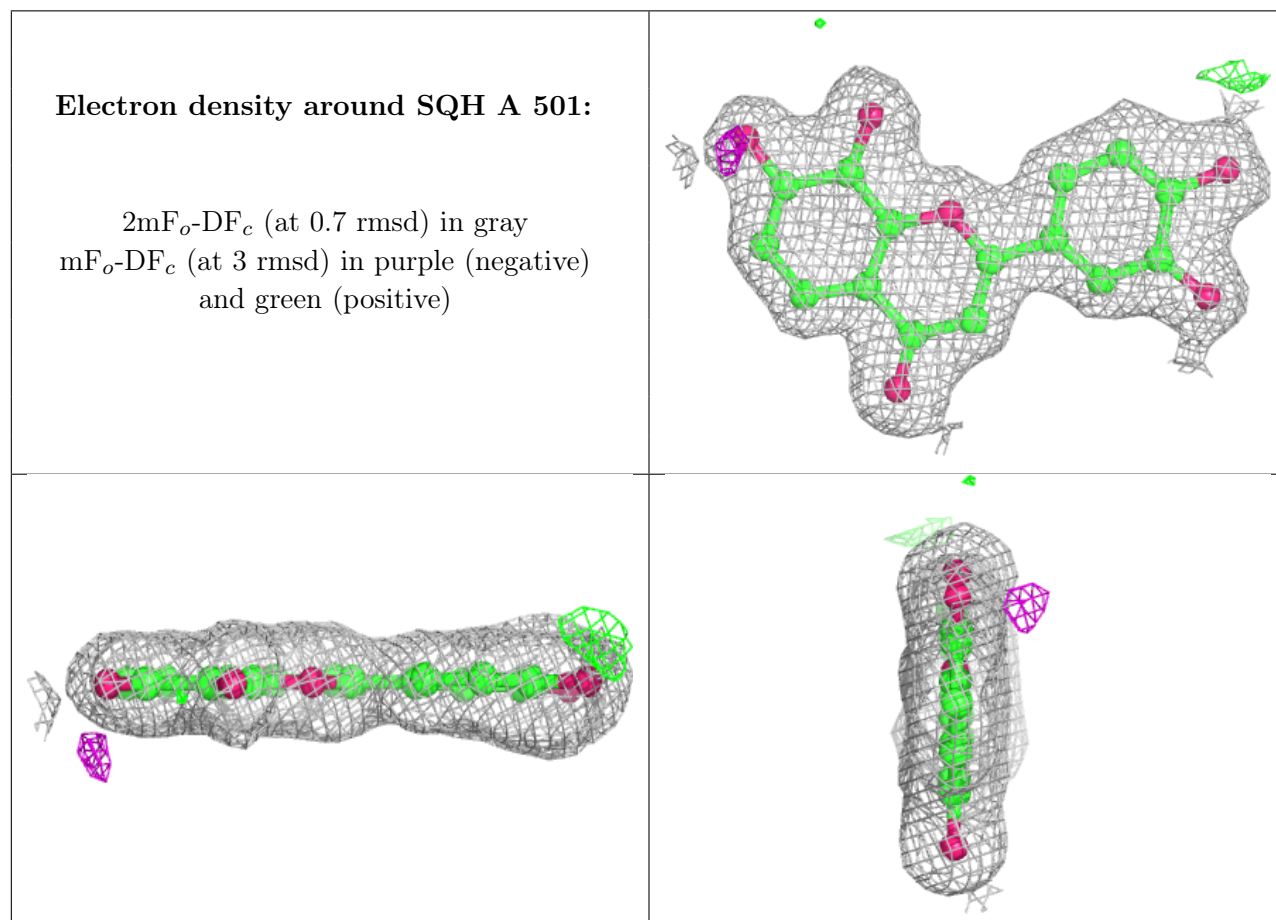 Electron density around SQH A 501:
2mFo-DFc (at 0.7 rmsd) in gray
mFo-DFc (at 3 rmsd) in purple (negative)
and green (positive)